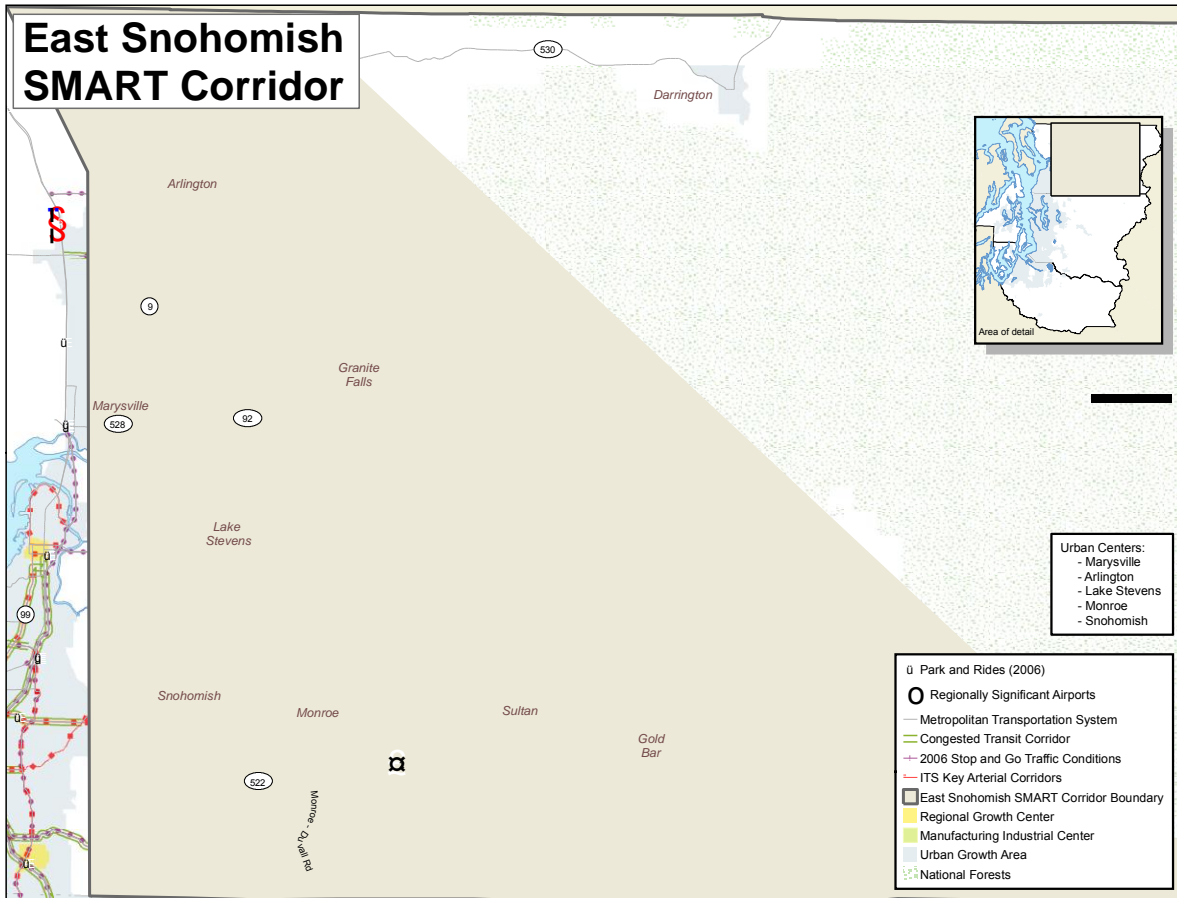 East Snohomish
SMART Corridor
530
Darrington
Arlington
9
Granite
Falls
Marysville
528
92
Lake
Stevens
99
Snohomish
Monroe
Sultan
Gold
Bar
522
Monroe - Duvall Rd
Area of detail
Urban Centers:
- Marysville
- Arlington
- Lake Stevens
- Monroe
- Snohomish
ü Park and Rides (2006)
Regionally Significant Airports
Metropolitan Transportation System
Congested Transit Corridor
2006 Stop and Go Traffic Conditions
ITS Key Arterial Corridors
East Snohomish SMART Corridor Boundary
Regional Growth Center
Manufacturing Industrial Center
Urban Growth Area
National Forests